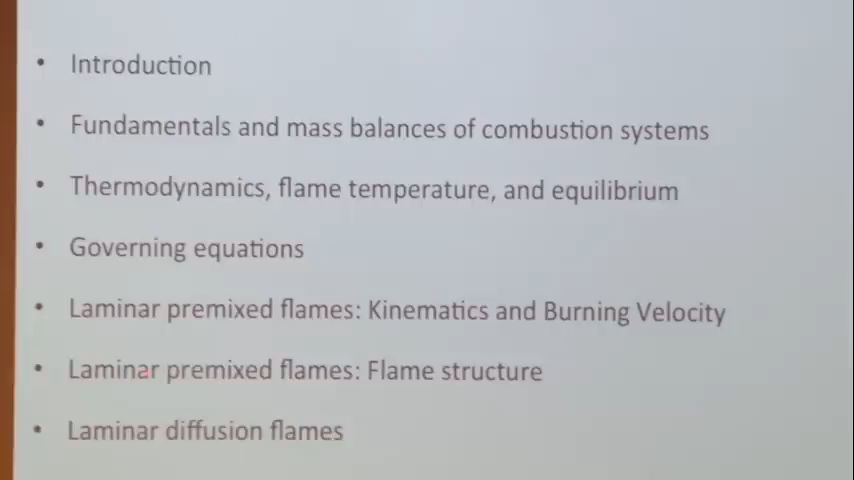 • Introduction
• Fundamentals and mass balances of combustion systems
• Thermodynamics, flame temperature, and equilibrium
• Governing equations
• Laminar premixed flames: Kinematics and Burning Velocity
• Laminar premixed flames: Flame structure
• Laminar diffusion flames